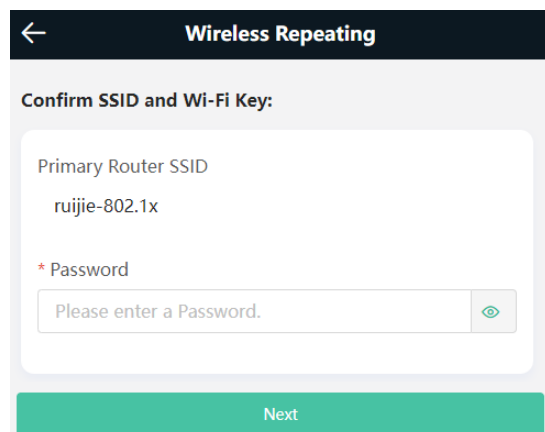 Wireless Repeating
Confirm SSID and Wi-Fi Key:
Primary Router SSID
ruijie-802.1x
* Password
Please enter a Password.
Next